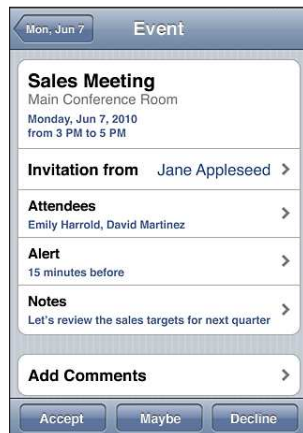 Mon, Jun 7
Event
Sales Meeting
Main Conference Room
Monday, Jun 7, 2010
from 3 PM to 5 PM
Invitation from Jane Appleseed
Attendees
Emily Harrold, David Martinez
Alert
15 minutes before
Notes
Let's review the sales targets for next quarter
Add Comments
Accept Maybe Decline